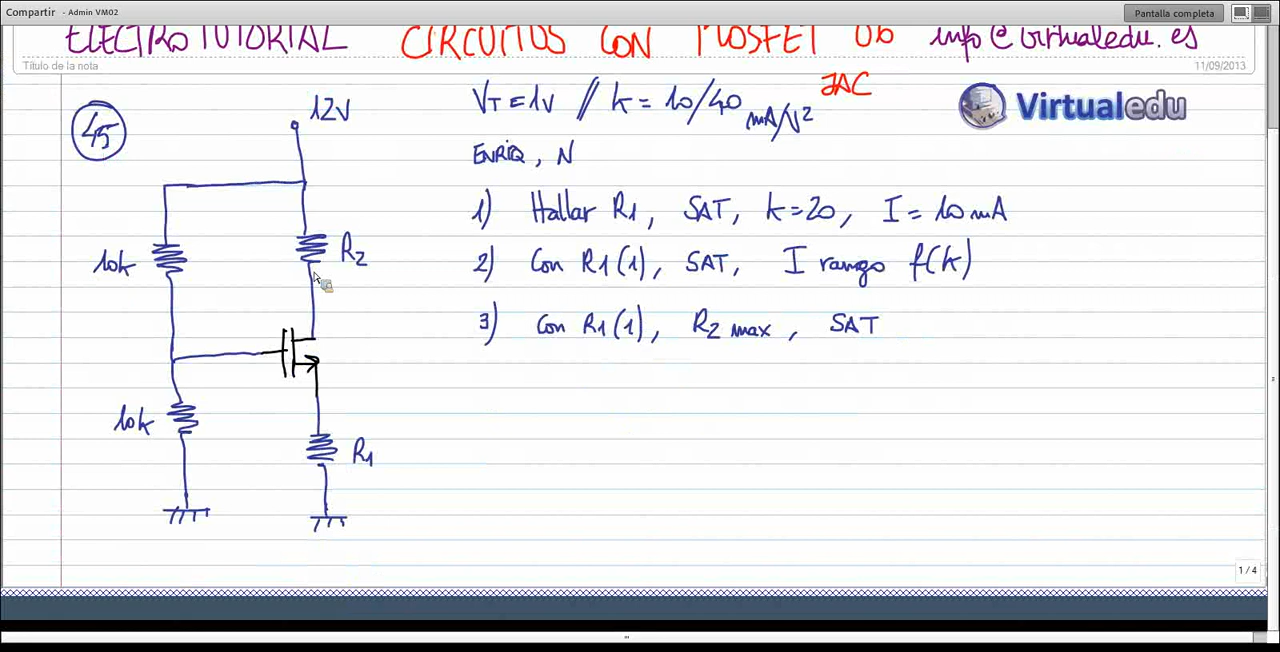 Compartir - Admin VM02
Pantalla completa
ELECTROTUTORIAL CIRCUITOS CON MOSFET 06 info@virtualedu.es
Título de la nota
11/09/2013
JAC
45
12V
VT = 1V // k = 10/40 mA/V²
Virtualedu
ENRIQ, N
1) Hallar R1, SAT, k=20, I = 10mA
10k
R2
2) Con R1(1), SAT, I rango f(k)
3) Con R1(1), R2 max, SAT
10k
R1
1 / 4